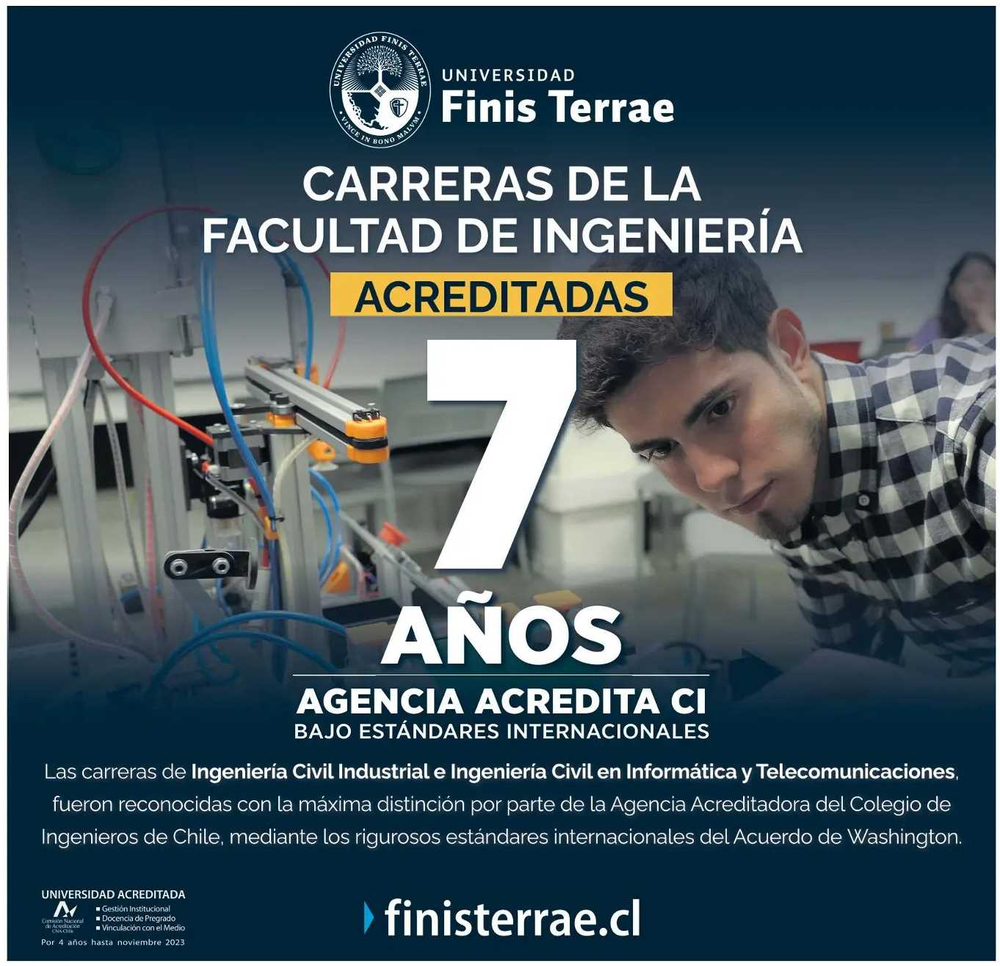 UNIVERSIDAD FINIS TERRAE
• VINCE IN BONO MALVM •
UNIVERSIDAD
Finis Terrae
CARRERAS DE LA
FACULTAD DE INGENIERÍA
ACREDITADAS
7
AÑOS
AGENCIA ACREDITA CI
BAJO ESTÁNDARES INTERNACIONALES
Las carreras de Ingeniería Civil Industrial e Ingeniería Civil en Informática y Telecomunicaciones,
fueron reconocidas con la máxima distinción por parte de la Agencia Acreditadora del Colegio de
Ingenieros de Chile, mediante los rigurosos estándares internacionales del Acuerdo de Washington.
UNIVERSIDAD ACREDITADA
Comisión Nacional
de Acreditación
CNA-Chile
▪ Gestión Institucional
▪ Docencia de Pregrado
▪ Vinculación con el Medio
Por 4 años hasta noviembre 2023
finisterrae.cl